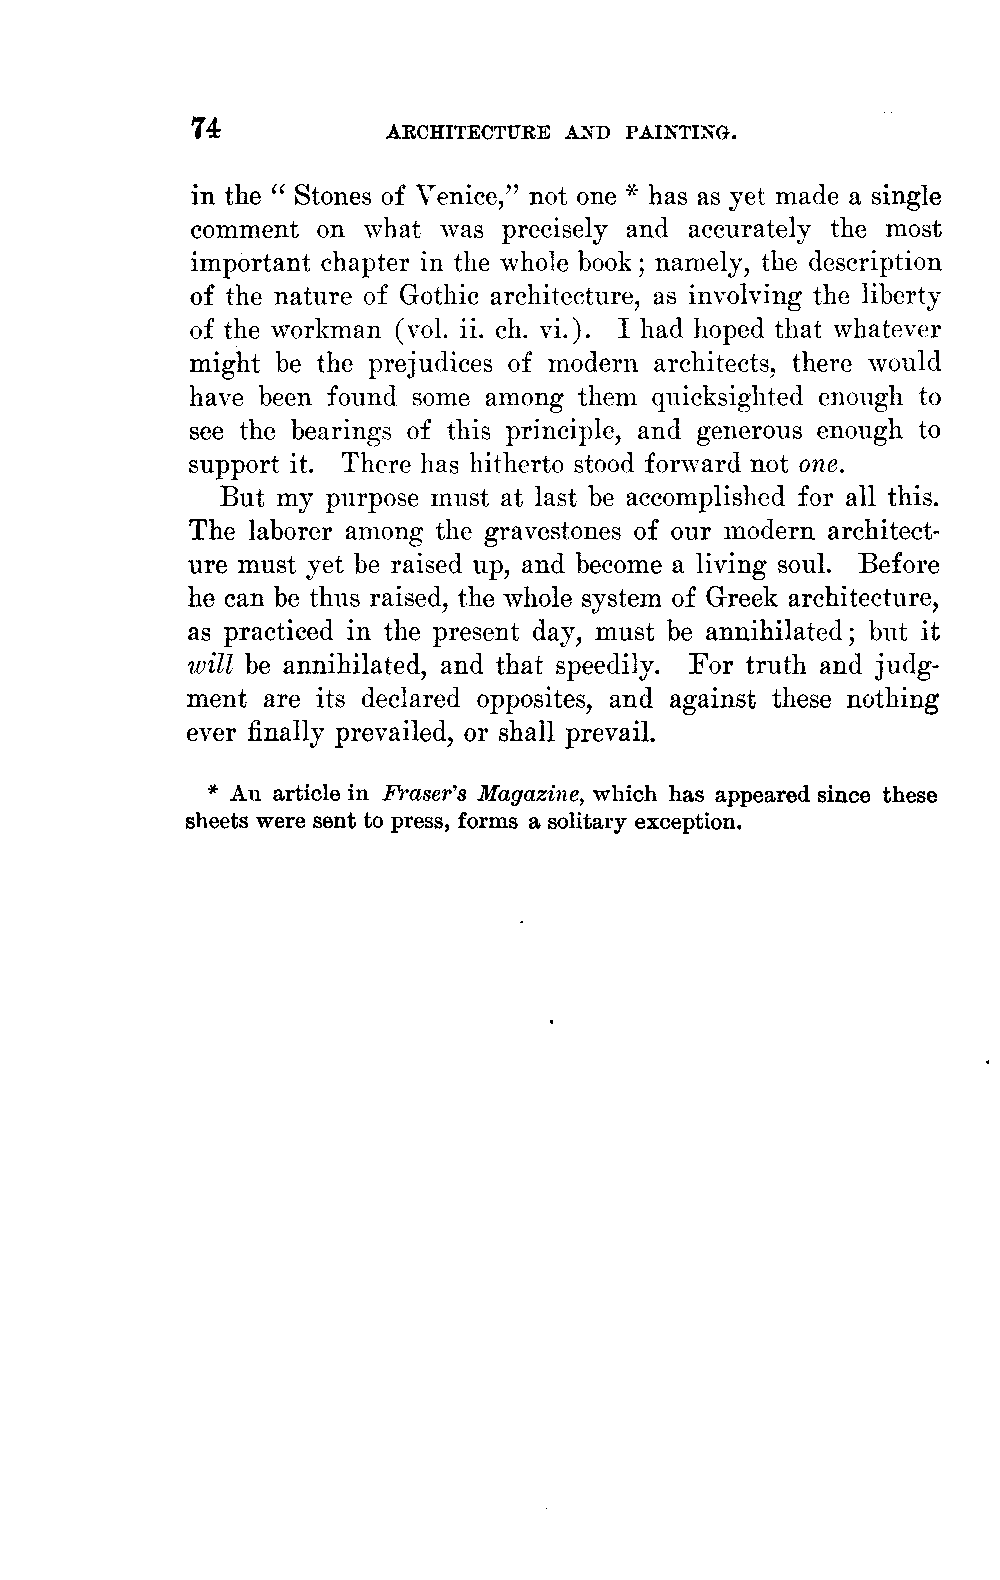 74 ARCHITECTURE AND PAINTING.
in the “ Stones of Venice,” not one * has as yet made a single
comment on what was precisely and accurately the most
important chapter in the whole book; namely, the description
of the nature of Gothic architecture, as involving the liberty
of the workman (vol. ii. ch. vi.). I had hoped that whatever
might be the prejudices of modern architects, there would
have been found some among them quicksighted enough to
see the bearings of this principle, and generous enough to
support it. There has hitherto stood forward not one.
But my purpose must at last be accomplished for all this.
The laborer among the gravestones of our modern architect-
ure must yet be raised up, and become a living soul. Before
he can be thus raised, the whole system of Greek architecture,
as practiced in the present day, must be annihilated; but it
will be annihilated, and that speedily. For truth and judg-
ment are its declared opposites, and against these nothing
ever finally prevailed, or shall prevail.
* An article in Fraser's Magazine, which has appeared since these
sheets were sent to press, forms a solitary exception.